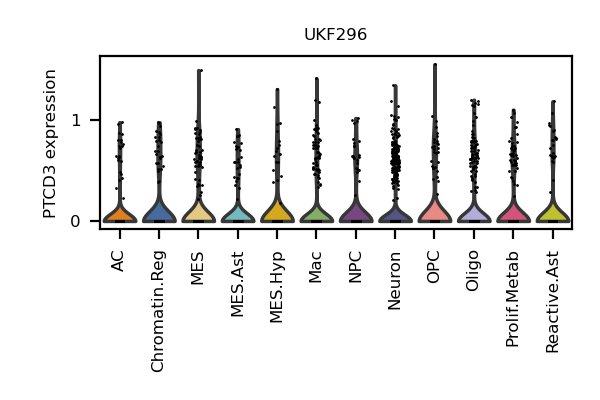 UKF296
PTCD3 expression
1
0
AC
Chromatin.Reg
MES
MES.Ast
MES.Hyp
Mac
NPC
Neuron
OPC
Oligo
Prolif.Metab
Reactive.Ast